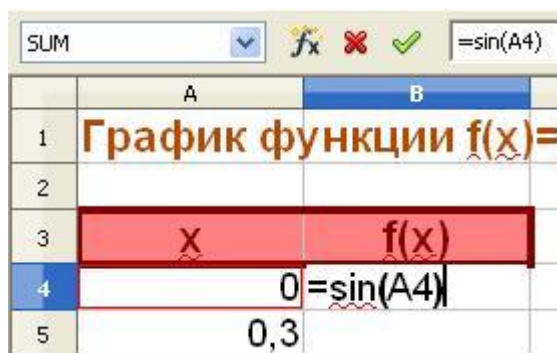 SUM =sin(A4)
A B
1 График функции f(x)=
2
3 x f(x)
4 0 =sin(A4)
5 0,3